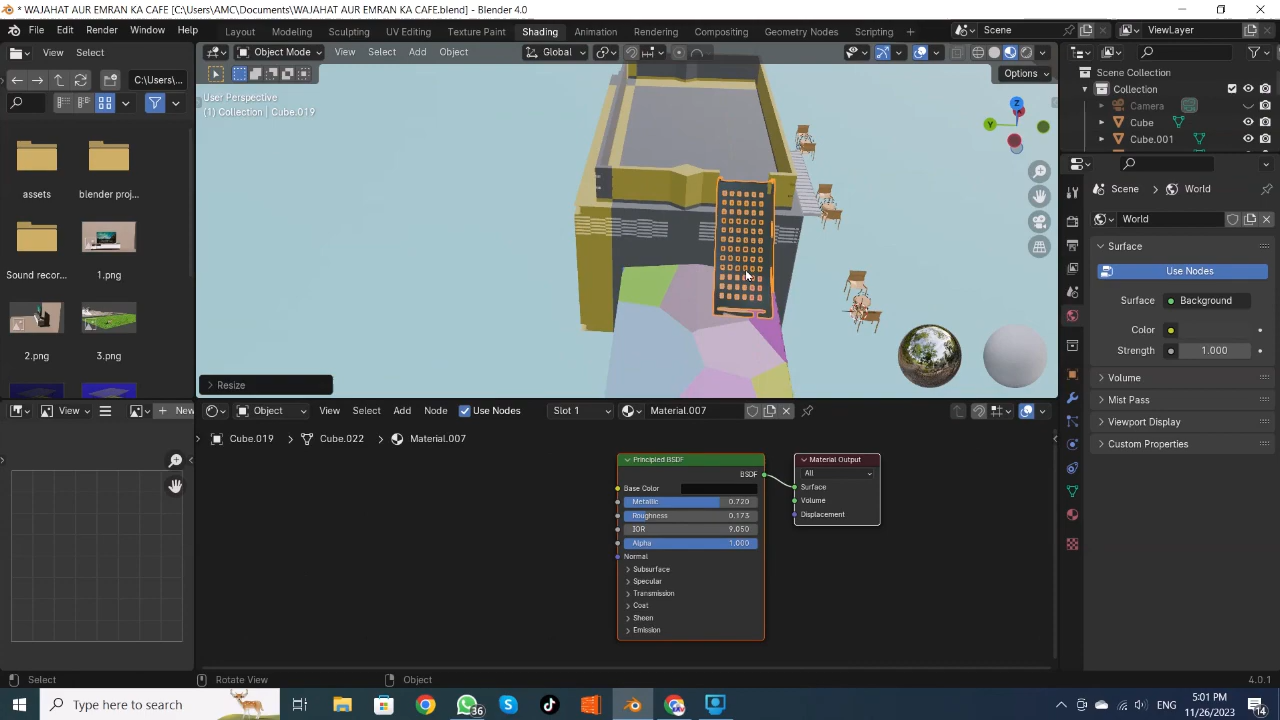 * WAJAHAT AUR EMRAN KA CAFE [C:\Users\AMC\Documents\WAJAHAT AUR EMRAN KA CAFE.blend] - Blender 4.0
File Edit Render Window Help Layout Modeling Sculpting UV Editing Texture Paint Shading Animation Rendering Compositing Geometry Nodes Scripting Scene ViewLayer
View Select Object Mode View Select Add Object Global
C:\Users\... Options Scene Collection
Collection
User Perspective
(1) Collection | Cube.019
Camera
Cube
Cube.001
Z
Y
assets
blender proj...
Scene World
World
Surface
Use Nodes
Sound recor...
1.png
Surface Background
Color
Strength 1.000
Volume
2.png
3.png
Mist Pass
Viewport Display
Custom Properties
Resize
View New Object View Select Add Node Use Nodes Slot 1 Material.007
Cube.019 > Cube.022 > Material.007
Principled BSDF
BSDF
Base Color
Metallic 0.720
Roughness 0.173
IOR 9.050
Alpha 1.000
Normal
Subsurface
Specular
Transmission
Coat
Sheen
Emission
Material Output
All
Surface
Volume
Displacement
Select Rotate View Object 4.0.1
Type here to search
36
5:01 PM
11/26/2023
4